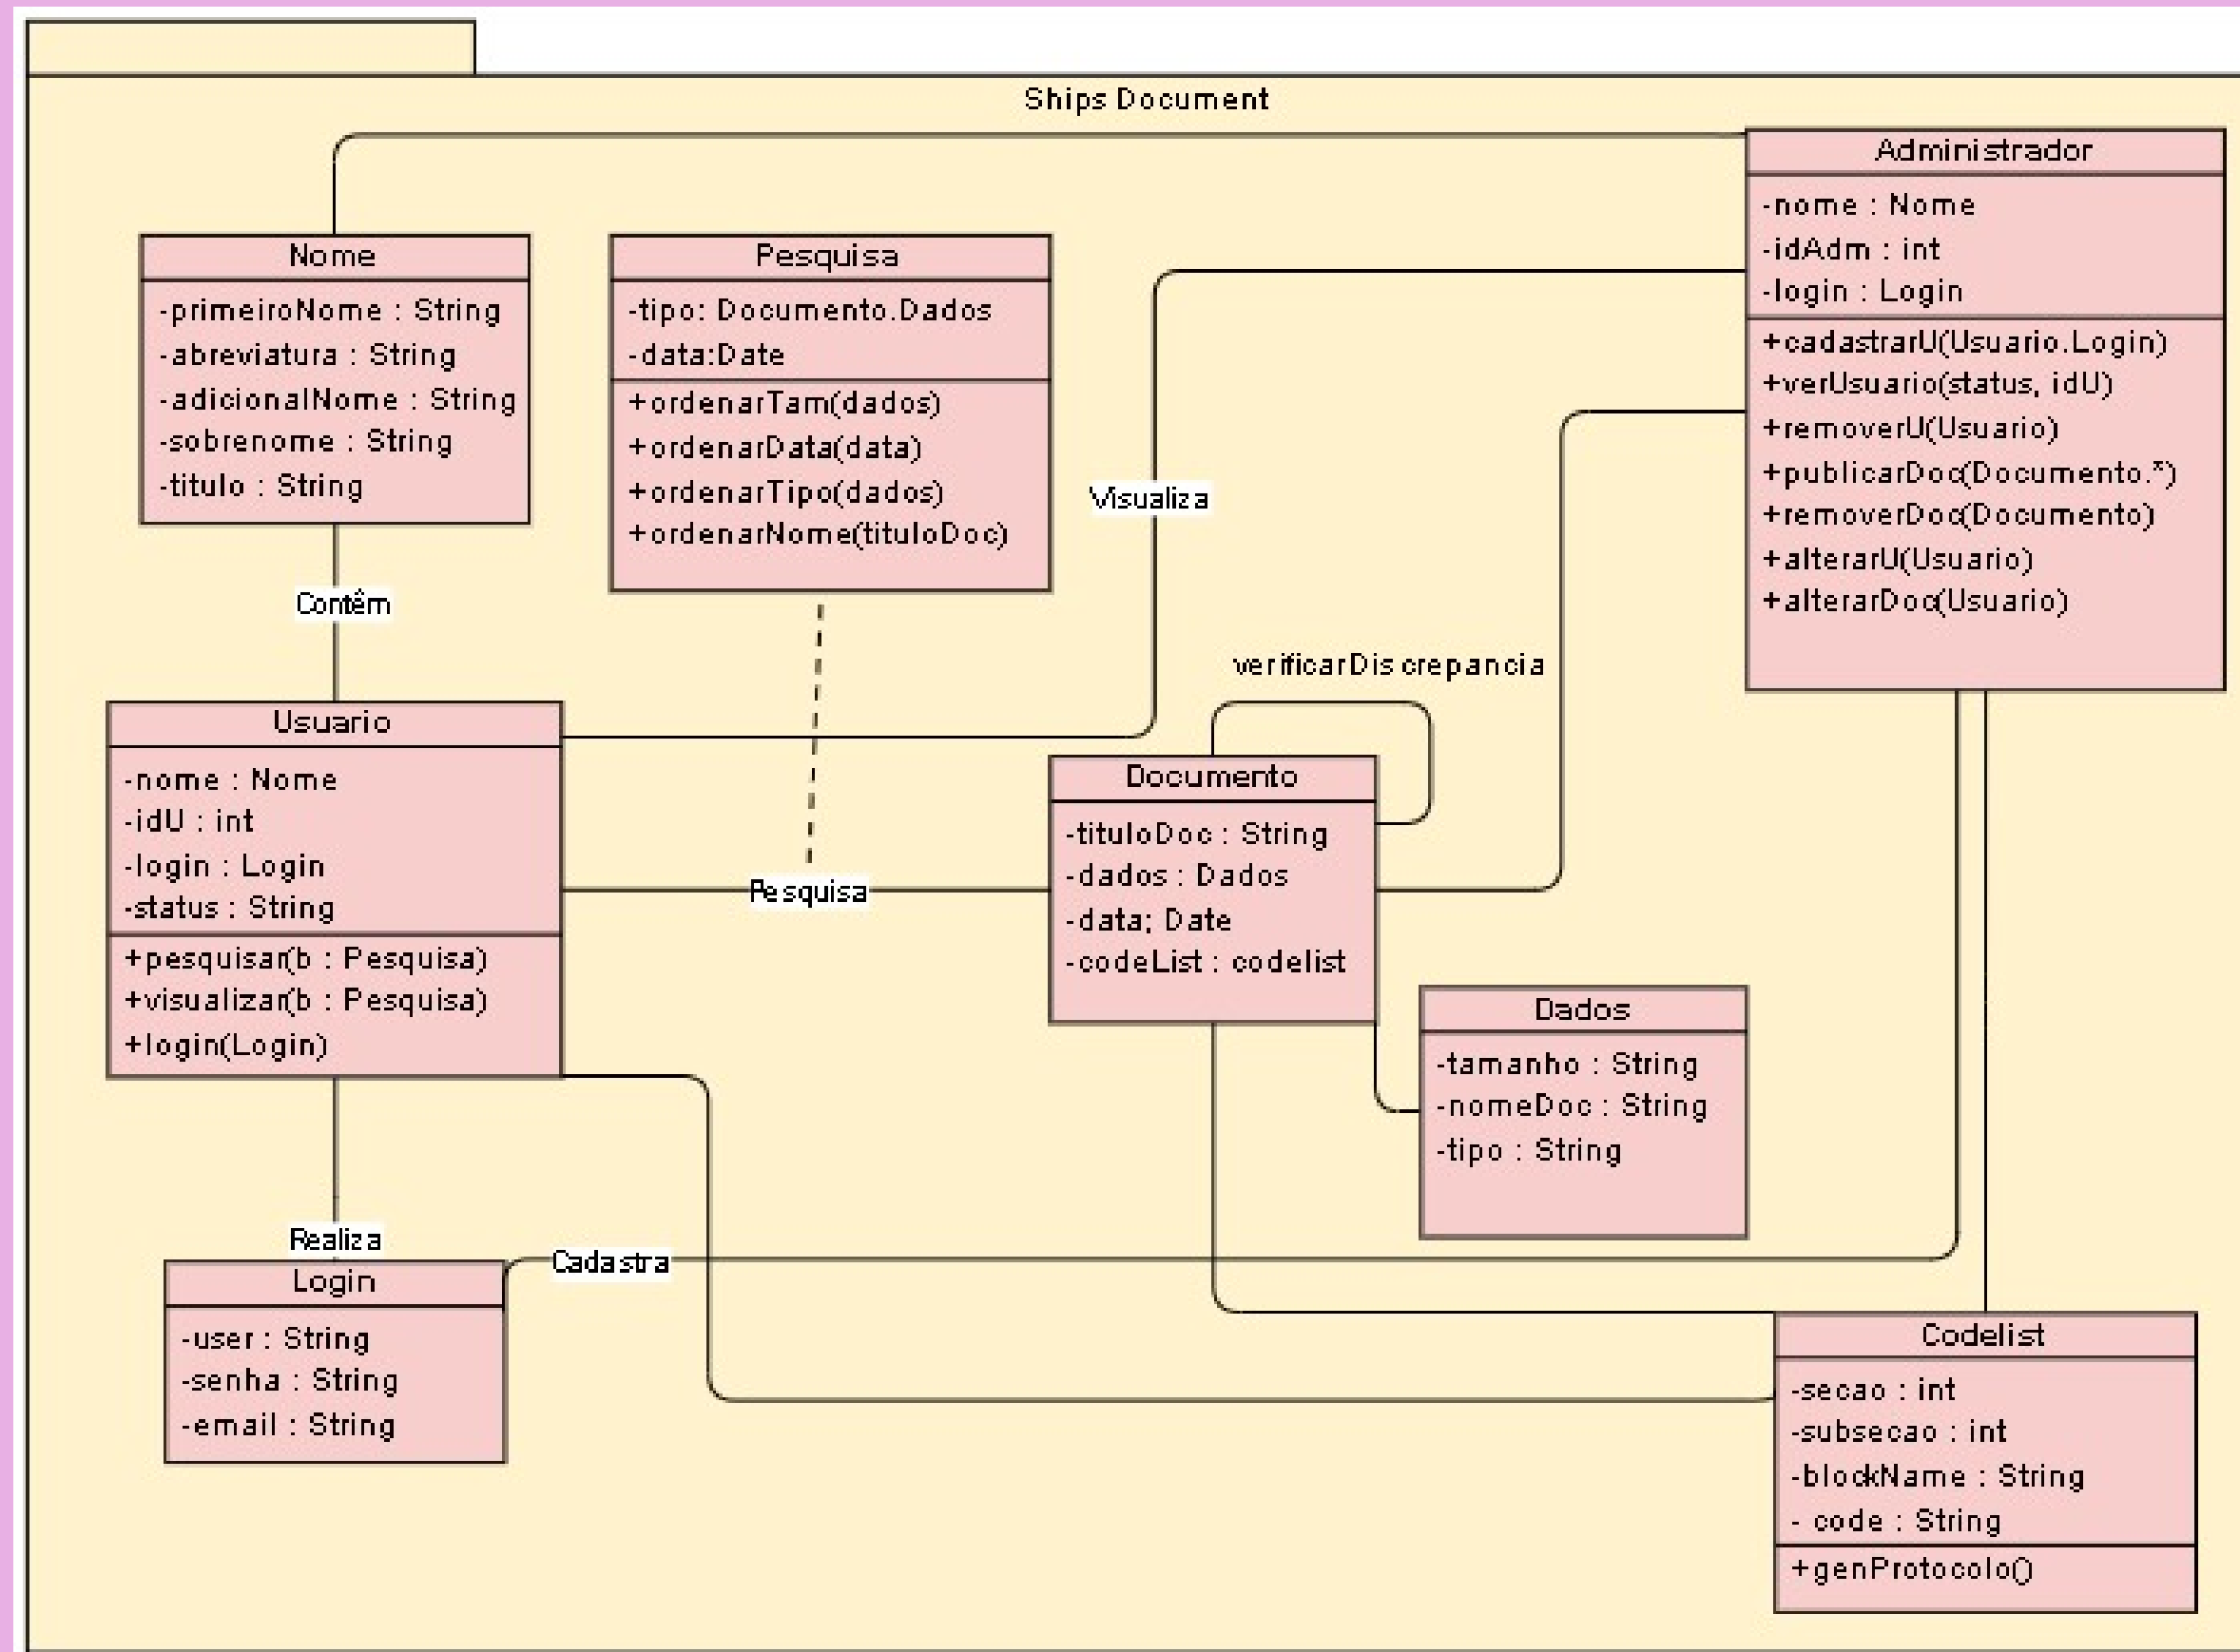 Ships Document
Administrador
-nome : Nome
-idAdm : int
-login : Login
+cadastrarU(Usuario.Login)
+verUsuario(status, idU)
+removerU(Usuario)
+publicarDoc(Documento.*)
+removerDoc(Documento)
+alterarU(Usuario)
+alterarDoc(Usuario)
Nome
-primeiroNome : String
-abreviatura : String
-adicionalNome : String
-sobrenome : String
-titulo : String
Pesquisa
-tipo: Documento.Dados
-data:Date
+ordenarTam(dados)
+ordenarData(data)
+ordenarTipo(dados)
+ordenarNome(tituloDoc)
Visualiza
Contêm
verificarDiscrepancia
Usuario
-nome : Nome
-idU : int
-login : Login
-status : String
+pesquisar(b : Pesquisa)
+visualizar(b : Pesquisa)
+login(Login)
Pesquisa
Documento
-tituloDoc : String
-dados : Dados
-data; Date
-codeList : codelist
Dados
-tamanho : String
-nomeDoc : String
-tipo : String
Realiza
Cadastra
Login
-user : String
-senha : String
-email : String
Codelist
-secao : int
-subsecao : int
-blockName : String
- code : String
+genProtocolo()